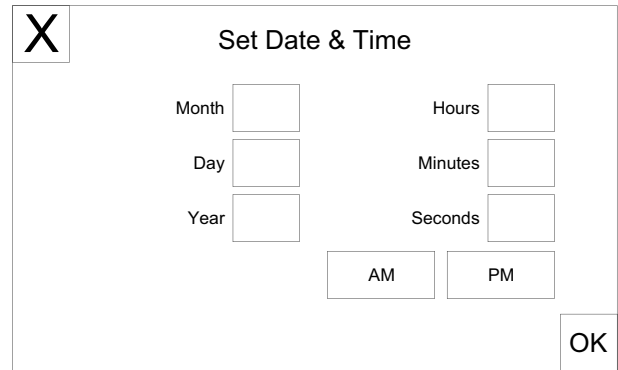 X
Set Date & Time
Month
Hours
Day
Minutes
Year
Seconds
AM
PM
OK